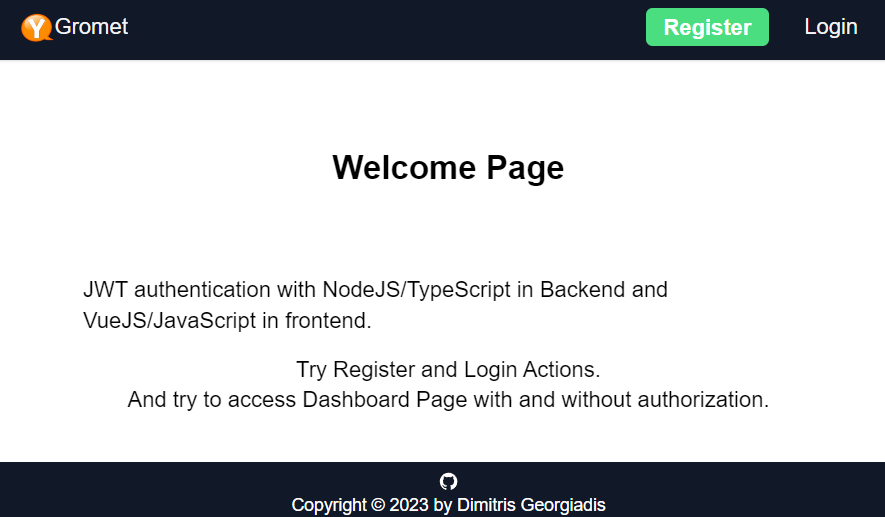 Y Gromet Register Login
Welcome Page
JWT authentication with NodeJS/TypeScript in Backend and
VueJS/JavaScript in frontend.
Try Register and Login Actions.
And try to access Dashboard Page with and without authorization.
Copyright © 2023 by Dimitris Georgiadis